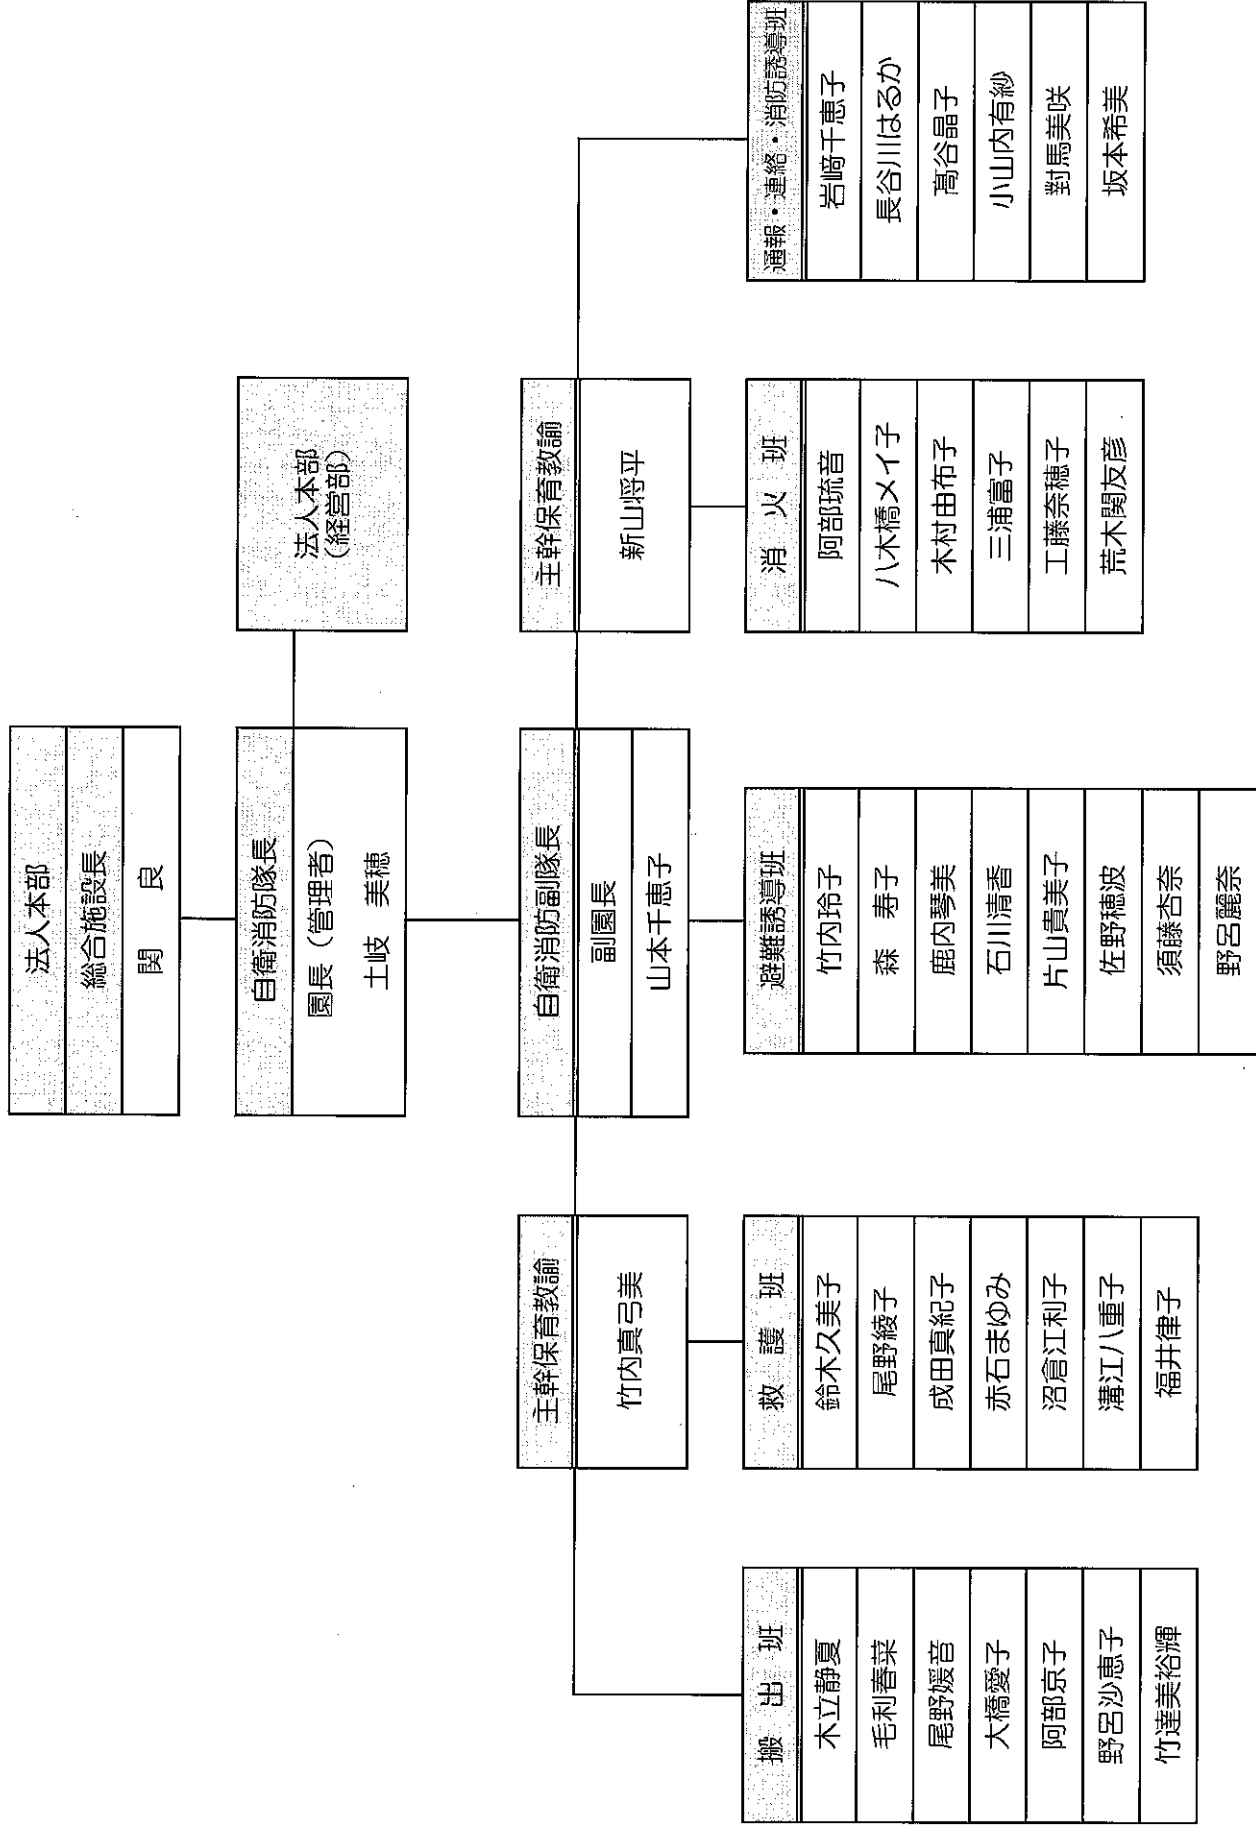 法人本部
総合施設長
関　良
自衛消防隊長
園長（管理者）
土岐　美穂
法人本部
（経営部）
自衛消防副隊長
副園長
山本千恵子
主幹保育教諭
竹内真弓美
主幹保育教諭
新山将平
搬　出　班
木立静夏
毛利春菜
尾野媛音
大橋愛子
阿部京子
野呂沙恵子
竹達美裕輝
救　護　班
鈴木久美子
尾野綾子
成田真紀子
赤石まゆみ
沼倉江利子
溝江八重子
福井律子
避難誘導班
竹内玲子
森　寿子
鹿内琴美
石川清香
片山貴美子
佐野穂波
須藤杏奈
野呂麗奈
消　火　班
阿部琉音
八木橋メイ子
木村由布子
三浦富子
工藤奈穂子
荒木関友彦
通報・連絡・消防誘導班
岩﨑千恵子
長谷川はるか
髙谷晶子
小山内有紗
對馬美咲
坂本希美